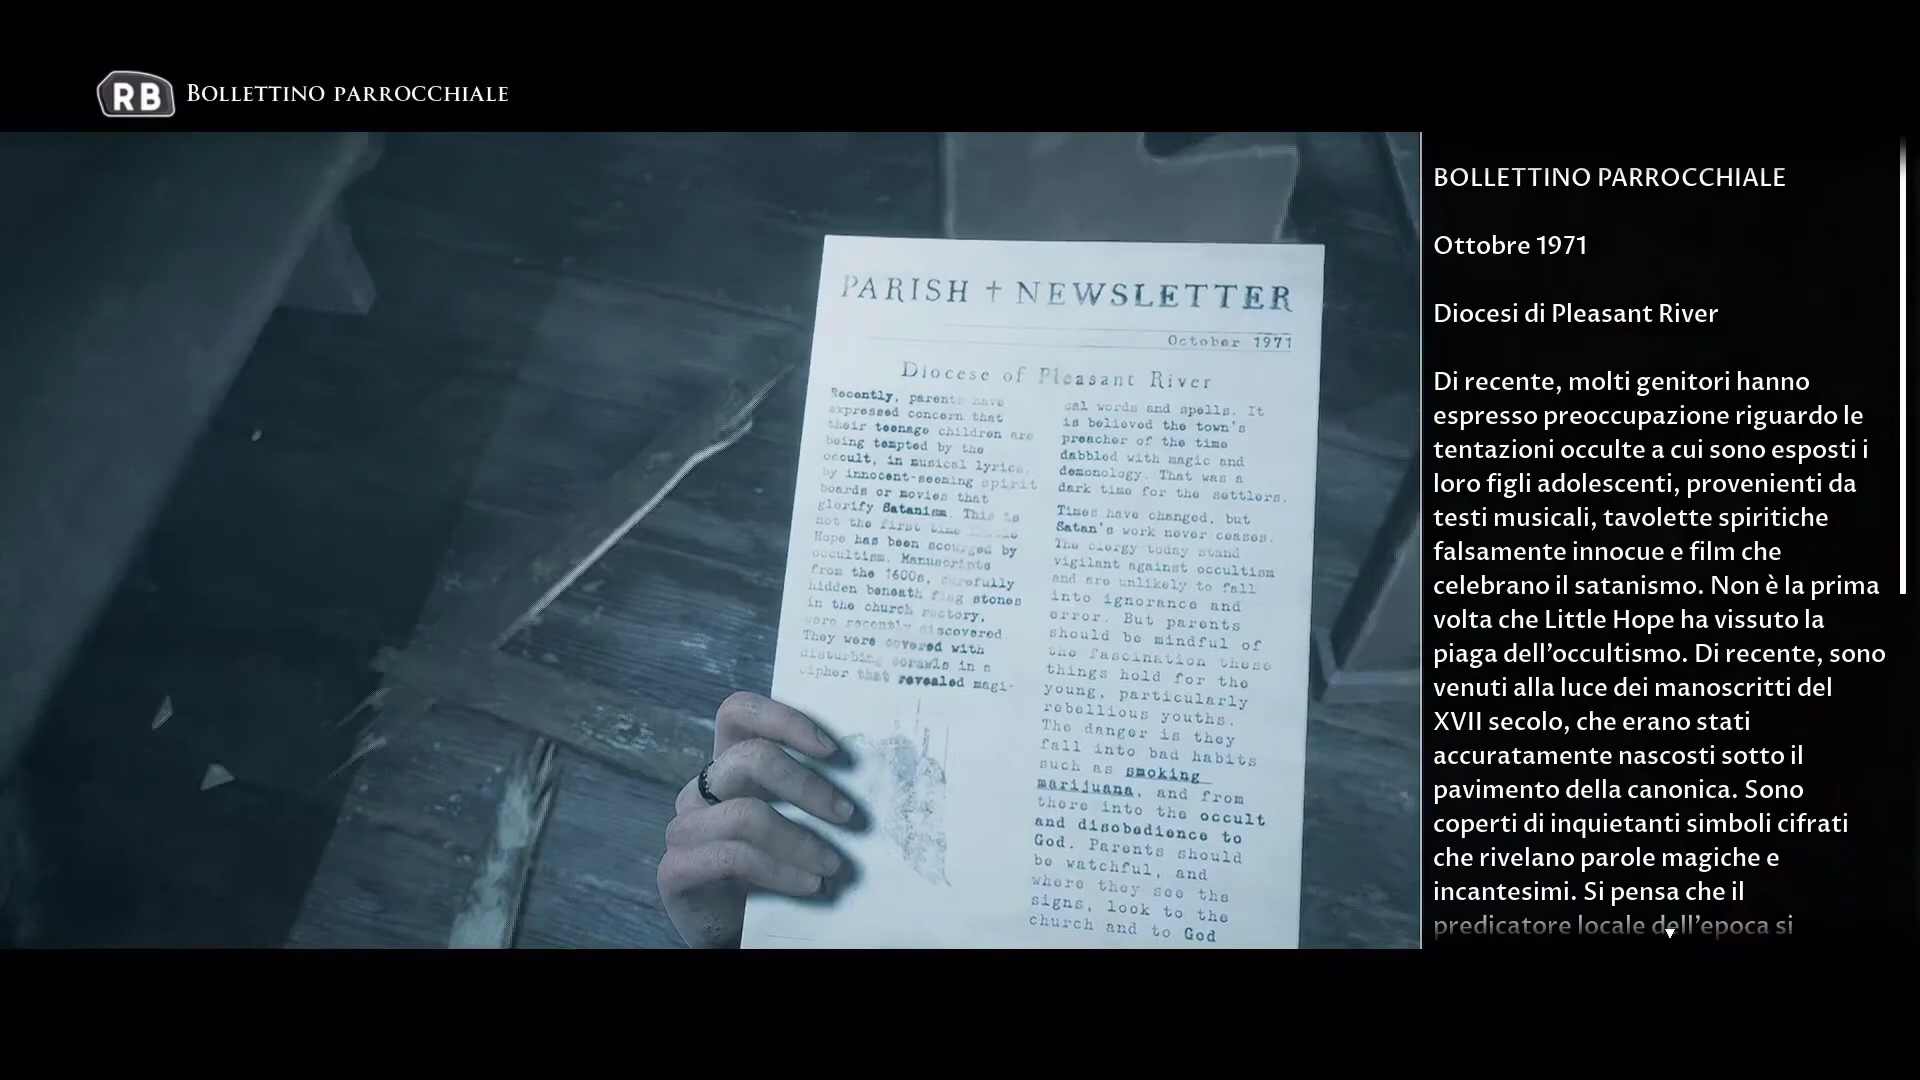 RB BOLLETTINO PARROCCHIALE
PARISH + NEWSLETTER
October 1971
Diocese of Pleasant River
Recently, parents have
expressed concern that
their teenage children are
being tempted by the
occult, in musical lyrics,
by innocent-seeming spirit
boards or movies that
glorify Satanism. This is
not the first time
Hope has been scourged by
occultism. Manuscripts
from the 1600s, carefully
hidden beneath flag stones
in the church rectory,
were recently discovered.
They were covered with
disturbing scrawls in a
cipher that revealed magi-
cal words and spells. It
is believed the town's
preacher of the time
dabbled with magic and
demonology. That was a
dark time for the settlers.
Times have changed, but
Satan's work never ceases.
The clergy today stand
vigilant against occultism
and are unlikely to fall
into ignorance and
error. But parents
should be mindful of
the fascination these
things hold for the
young, particularly
rebellious youths.
The danger is they
fall into bad habits
such as smoking
marijuana, and from
there into the occult
and disobedience to
God. Parents should
be watchful, and
where they see the
signs, look to the
church and to God
BOLLETTINO PARROCCHIALE
Ottobre 1971
Diocesi di Pleasant River
Di recente, molti genitori hanno
espresso preoccupazione riguardo le
tentazioni occulte a cui sono esposti i
loro figli adolescenti, provenienti da
testi musicali, tavolette spiritiche
falsamente innocue e film che
celebrano il satanismo. Non è la prima
volta che Little Hope ha vissuto la
piaga dell'occultismo. Di recente, sono
venuti alla luce dei manoscritti del
XVII secolo, che erano stati
accuratamente nascosti sotto il
pavimento della canonica. Sono
coperti di inquietanti simboli cifrati
che rivelano parole magiche e
incantesimi. Si pensa che il
predicatore locale dell'epoca si